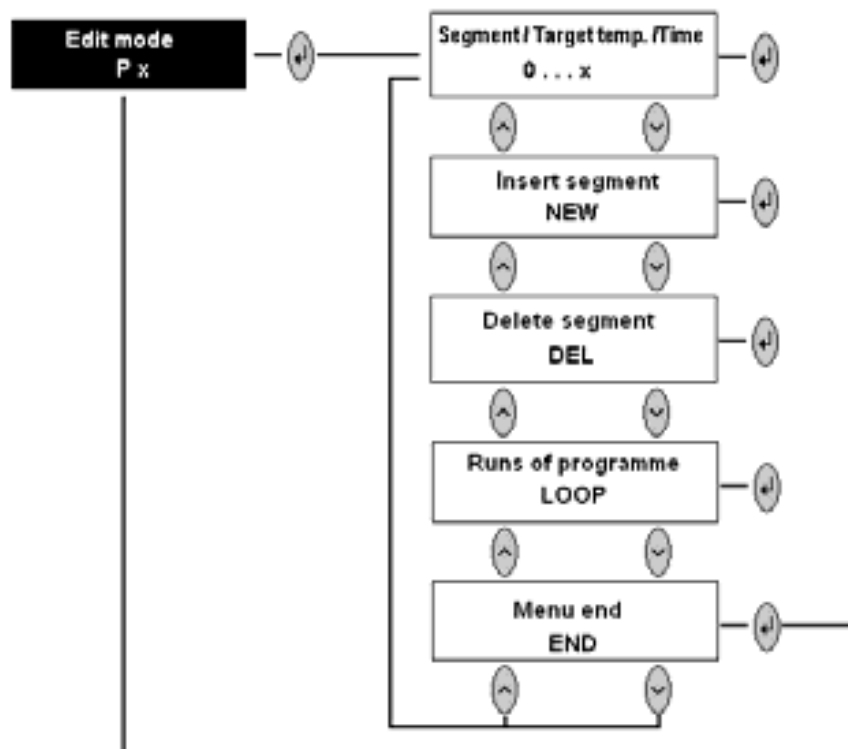 Edit mode
P x
Segment / Target temp. /Time
0 . . . x
Insert segment
NEW
Delete segment
DEL
Runs of programme
LOOP
Menu end
END